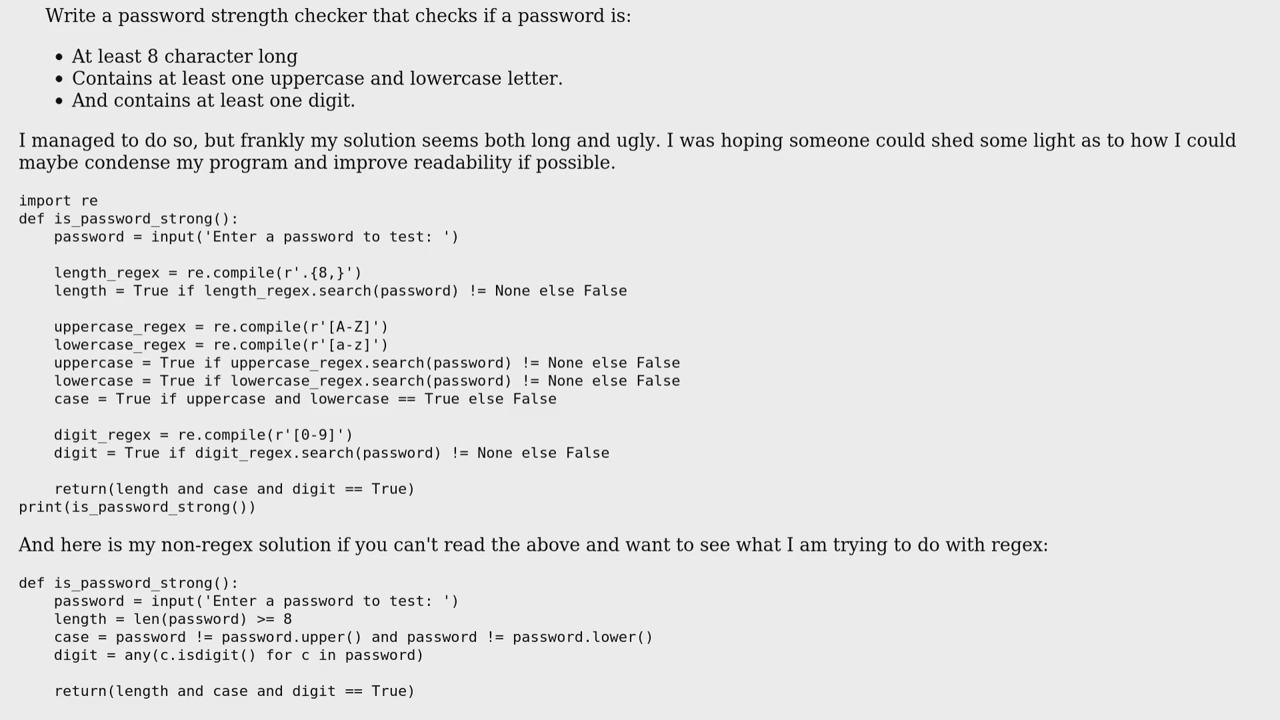 Write a password strength checker that checks if a password is:
• At least 8 character long
• Contains at least one uppercase and lowercase letter.
• And contains at least one digit.
I managed to do so, but frankly my solution seems both long and ugly. I was hoping someone could shed some light as to how I could
maybe condense my program and improve readability if possible.
import re
def is_password_strong():
    password = input('Enter a password to test: ')

    length_regex = re.compile(r'.{8,}')
    length = True if length_regex.search(password) != None else False

    uppercase_regex = re.compile(r'[A-Z]')
    lowercase_regex = re.compile(r'[a-z]')
    uppercase = True if uppercase_regex.search(password) != None else False
    lowercase = True if lowercase_regex.search(password) != None else False
    case = True if uppercase and lowercase == True else False

    digit_regex = re.compile(r'[0-9]')
    digit = True if digit_regex.search(password) != None else False

    return(length and case and digit == True)
print(is_password_strong())
And here is my non-regex solution if you can't read the above and want to see what I am trying to do with regex:
def is_password_strong():
    password = input('Enter a password to test: ')
    length = len(password) >= 8
    case = password != password.upper() and password != password.lower()
    digit = any(c.isdigit() for c in password)

    return(length and case and digit == True)